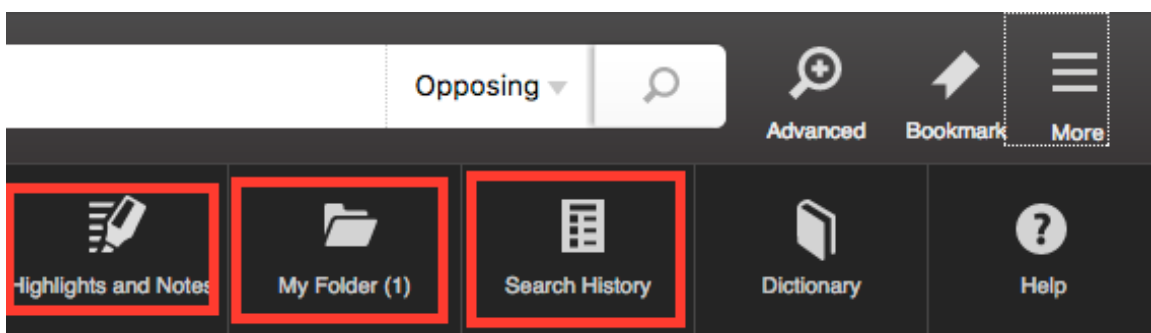 Opposing
Advanced Bookmark More
Highlights and Notes My Folder (1) Search History Dictionary Help